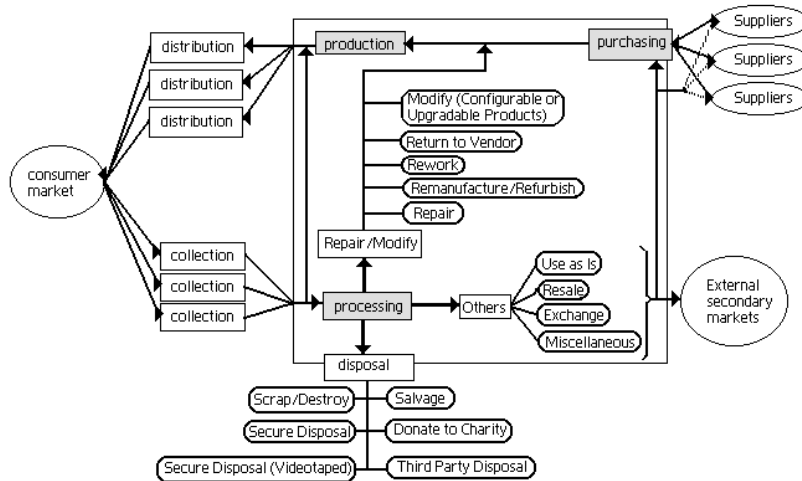 Suppliers
distribution
production
purchasing
distribution
Suppliers
distribution
Suppliers
Modify (Configurable or
Upgradable Products)
Return to Vendor
Rework
consumer
market
Remanufacture/Refurbish
Repair
collection
Repair/Modify
Use as Is
collection
Resale
External
secondary
markets
collection
processing
Others
Exchange
Miscellaneous
disposal
Scrap/Destroy
Salvage
Secure Disposal
Donate to Charity
Secure Disposal (Videotaped)
Third Party Disposal